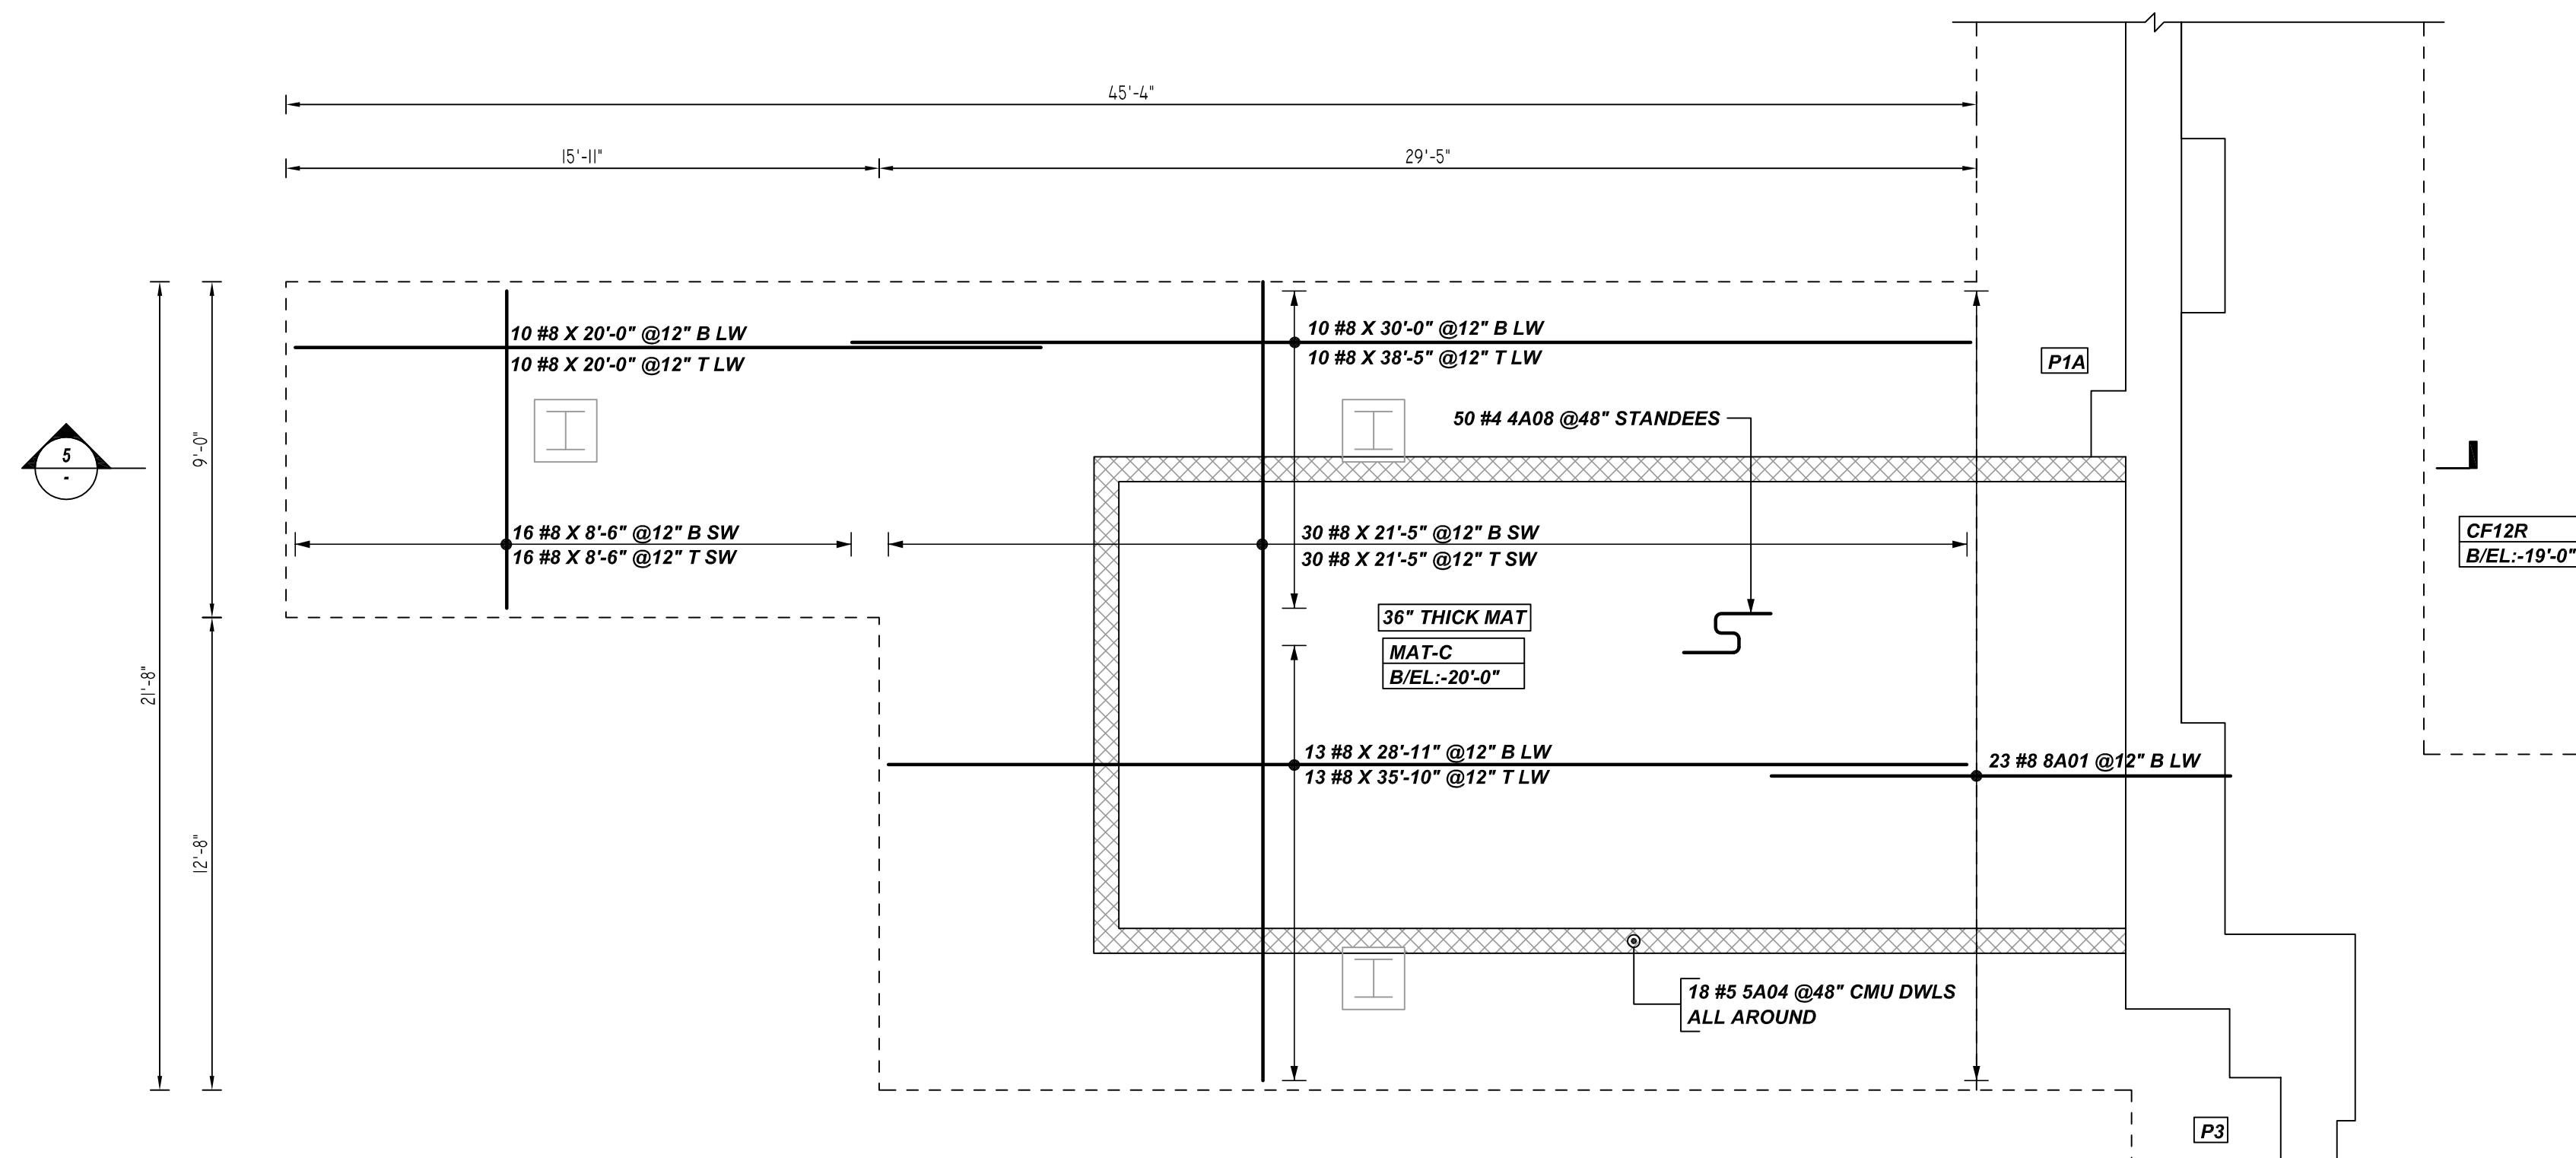 45'-4"
15'-11"
29'-5"
10 #8 X 20'-0" @12" B LW
10 #8 X 20'-0" @12" T LW
10 #8 X 30'-0" @12" B LW
10 #8 X 38'-5" @12" T LW
P1A
50 #4 4A08 @48" STANDEES
5
-
9'-0"
16 #8 X 8'-6" @12" B SW
16 #8 X 8'-6" @12" T SW
30 #8 X 21'-5" @12" B SW
30 #8 X 21'-5" @12" T SW
CF12R
B/EL:-19'-0"
36" THICK MAT
MAT-C
B/EL:-20'-0"
21'-8"
13 #8 X 28'-11" @12" B LW
13 #8 X 35'-10" @12" T LW
23 #8 8A01 @12" B LW
12'-8"
18 #5 5A04 @48" CMU DWLS
ALL AROUND
P3